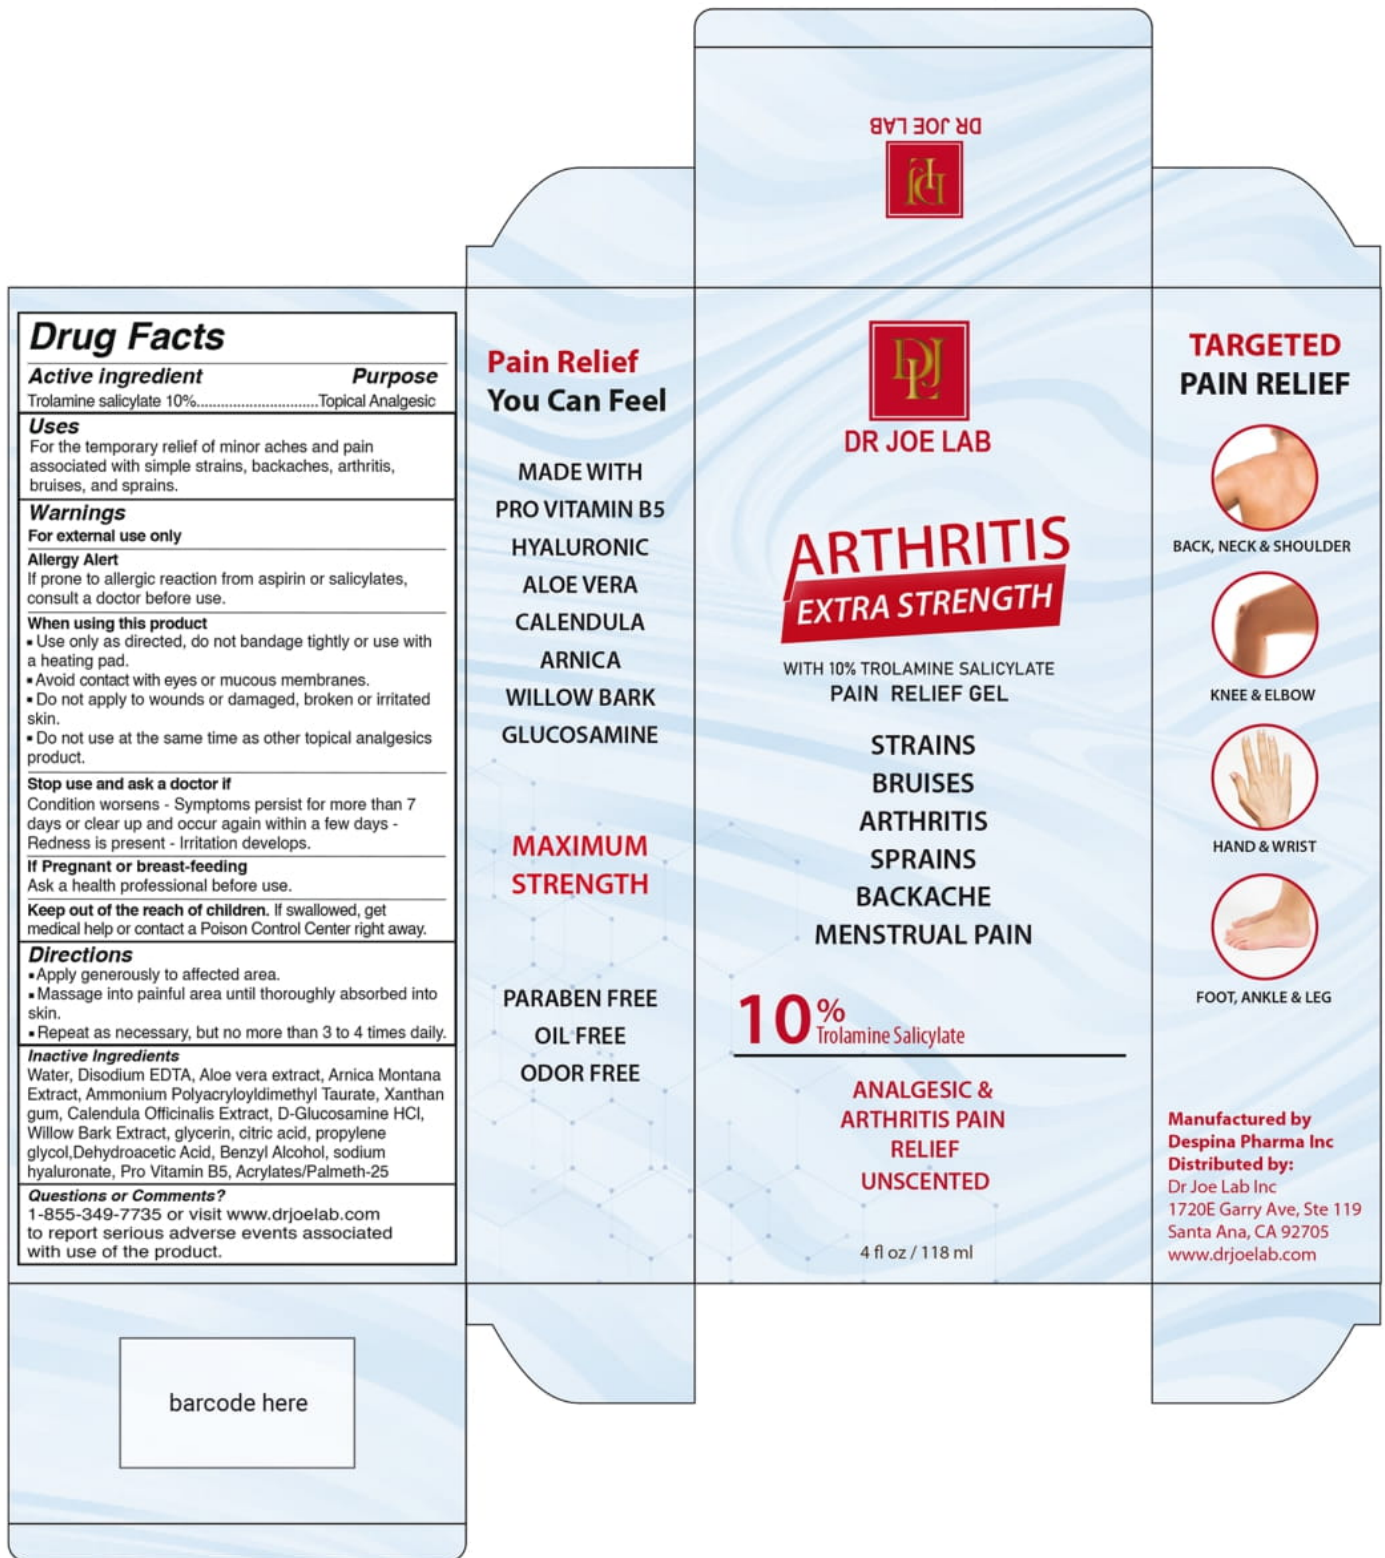 DR JOE LAB
DJL
Drug Facts
Active ingredient Purpose
Trolamine salicylate 10%..............................Topical Analgesic
Uses
For the temporary relief of minor aches and pain
associated with simple strains, backaches, arthritis,
bruises, and sprains.
Warnings
For external use only
Allergy Alert
If prone to allergic reaction from aspirin or salicylates,
consult a doctor before use.
When using this product
▪ Use only as directed, do not bandage tightly or use with
a heating pad.
▪ Avoid contact with eyes or mucous membranes.
▪ Do not apply to wounds or damaged, broken or irritated
skin.
▪ Do not use at the same time as other topical analgesics
product.
Stop use and ask a doctor if
Condition worsens - Symptoms persist for more than 7
days or clear up and occur again within a few days -
Redness is present - Irritation develops.
If Pregnant or breast-feeding
Ask a health professional before use.
Keep out of the reach of children. If swallowed, get
medical help or contact a Poison Control Center right away.
Directions
▪ Apply generously to affected area.
▪ Massage into painful area until thoroughly absorbed into
skin.
▪ Repeat as necessary, but no more than 3 to 4 times daily.
Inactive Ingredients
Water, Disodium EDTA, Aloe vera extract, Arnica Montana
Extract, Ammonium Polyacryloyldimethyl Taurate, Xanthan
gum, Calendula Officinalis Extract, D-Glucosamine HCI,
Willow Bark Extract, glycerin, citric acid, propylene
glycol,Dehydroacetic Acid, Benzyl Alcohol, sodium
hyaluronate, Pro Vitamin B5, Acrylates/Palmeth-25
Questions or Comments?
1-855-349-7735 or visit www.drjoelab.com
to report serious adverse events associated
with use of the product.
barcode here
Pain Relief
You Can Feel
MADE WITH
PRO VITAMIN B5
HYALURONIC
ALOE VERA
CALENDULA
ARNICA
WILLOW BARK
GLUCOSAMINE
MAXIMUM
STRENGTH
PARABEN FREE
OIL FREE
ODOR FREE
DJL
DR JOE LAB
ARTHRITIS
EXTRA STRENGTH
WITH 10% TROLAMINE SALICYLATE
PAIN RELIEF GEL
STRAINS
BRUISES
ARTHRITIS
SPRAINS
BACKACHE
MENSTRUAL PAIN
10%
Trolamine Salicylate
ANALGESIC &
ARTHRITIS PAIN
RELIEF
UNSCENTED
4 fl oz / 118 ml
TARGETED
PAIN RELIEF
BACK, NECK & SHOULDER
KNEE & ELBOW
HAND & WRIST
FOOT, ANKLE & LEG
Manufactured by
Despina Pharma Inc
Distributed by:
Dr Joe Lab Inc
1720E Garry Ave, Ste 119
Santa Ana, CA 92705
www.drjoelab.com